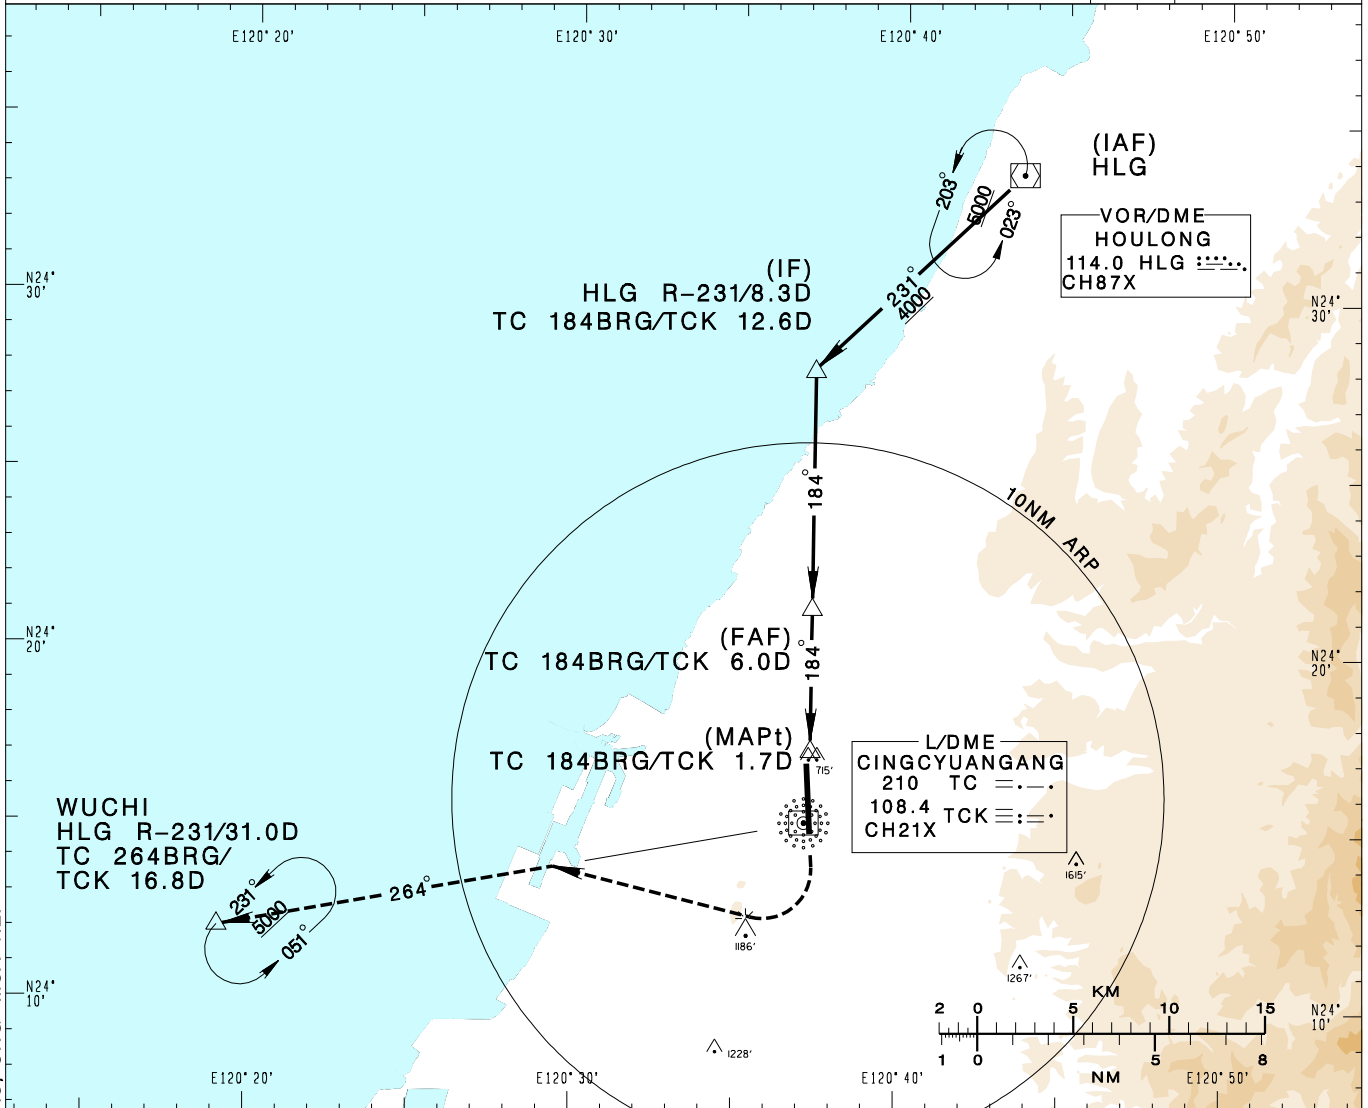 E120° 20'
E120° 30'
E120° 40'
E120° 50'
(IAF)
HLG
203°
5000
023°
VOR/DME
HOULONG
114.0 HLG
CH87X
(IF)
HLG R-231/8.3D
TC 184BRG/TCK 12.6D
231°
4000
N24°
30'
N24°
30'
184°
10NM ARP
(FAF)
TC 184BRG/TCK 6.0D
184°
N24°
20'
N24°
20'
(MAPt)
TC 184BRG/TCK 1.7D
715'
L/DME
CINGCYUANGANG
210 TC
108.4 TCK
CH21X
WUCHI
HLG R-231/31.0D
TC 264BRG/
TCK 16.8D
231°
5000
051°
264°
1615'
1186'
1267'
N24°
10'
N24°
10'
KM
2 0 5 10 15
1 0 5 8
NM
1228'
E120° 20'
E120° 30'
E120° 40'
E120° 50'